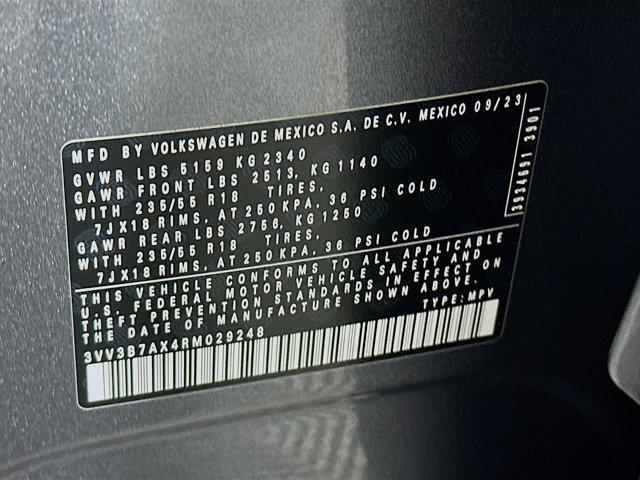 MFD BY VOLKSWAGEN DE MEXICO S.A. DE C.V. MEXICO 09/23
GVWR LBS 5159 KG 2340
GAWR FRONT LBS 2513, KG 1140
WITH 235/55 R18 TIRES,
7JX18 RIMS, AT 250 KPA, 36 PSI COLD
GAWR REAR LBS 2756, KG1250
WITH 235/55 R18 TIRES,
7JX18 RIMS, AT 250 KPA, 36 PSI COLD
THIS VEHICLE CONFORMS TO ALL APPLICABLE
U.S. FEDERAL MOTOR VEHICLE SAFETY AND
THEFT PREVENTION STANDARDS IN EFFECT ON
THE DATE OF MANUFACTURE SHOWN ABOVE.
3VV3B7AX4RM029248 TYPE: MPV
3934691 3901